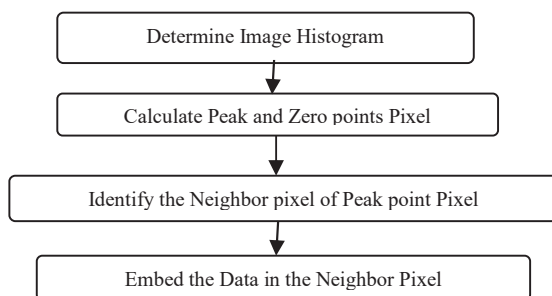 Determine Image Histogram
Calculate Peak and Zero points Pixel
Identify the Neighbor pixel of Peak point Pixel
Embed the Data in the Neighbor Pixel